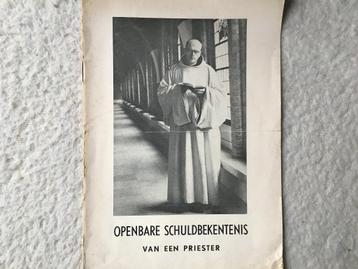 OPENBARE SCHULDBEKENTENIS
VAN EEN PRIESTER